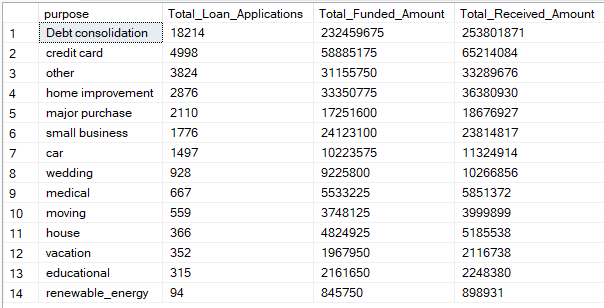 purpose Total_Loan_Applications Total_Funded_Amount Total_Received_Amount
1 Debt consolidation 18214 232459675 253801871
2 credit card 4998 58885175 65214084
3 other 3824 31155750 33289676
4 home improvement 2876 33350775 36380930
5 major purchase 2110 17251600 18676927
6 small business 1776 24123100 23814817
7 car 1497 10223575 11324914
8 wedding 928 9225800 10266856
9 medical 667 5533225 5851372
10 moving 559 3748125 3999899
11 house 366 4824925 5185538
12 vacation 352 1967950 2116738
13 educational 315 2161650 2248380
14 renewable_energy 94 845750 898931